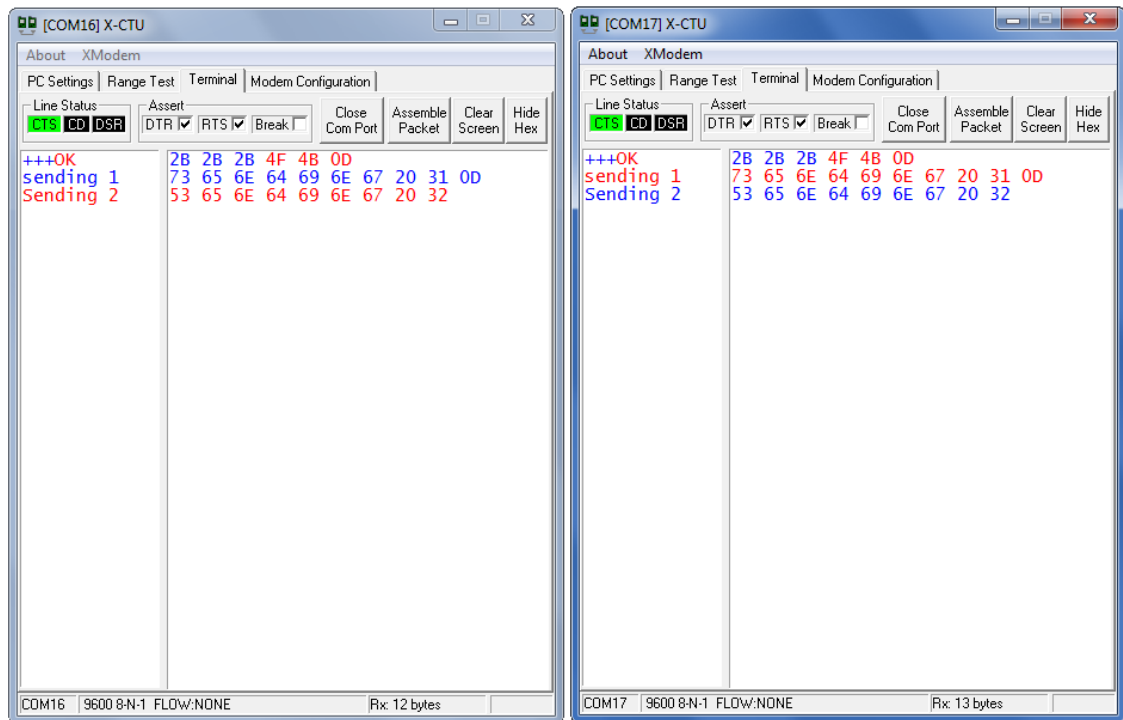 [COM16] X-CTU
About XModem
PC Settings Range Test Terminal Modem Configuration
Line Status Assert
CTS CD DSR DTR RTS Break Close Com Port Assemble Packet Clear Screen Hide Hex
+++OK 2B 2B 2B 4F 4B 0D
sending 1 73 65 6E 64 69 6E 67 20 31 0D
Sending 2 53 65 6E 64 69 6E 67 20 32
COM16 9600 8-N-1 FLOW:NONE Rx: 12 bytes
[COM17] X-CTU
About XModem
PC Settings Range Test Terminal Modem Configuration
Line Status Assert
CTS CD DSR DTR RTS Break Close Com Port Assemble Packet Clear Screen Hide Hex
+++OK 2B 2B 2B 4F 4B 0D
sending 1 73 65 6E 64 69 6E 67 20 31 0D
Sending 2 53 65 6E 64 69 6E 67 20 32
COM17 9600 8-N-1 FLOW:NONE Rx: 13 bytes